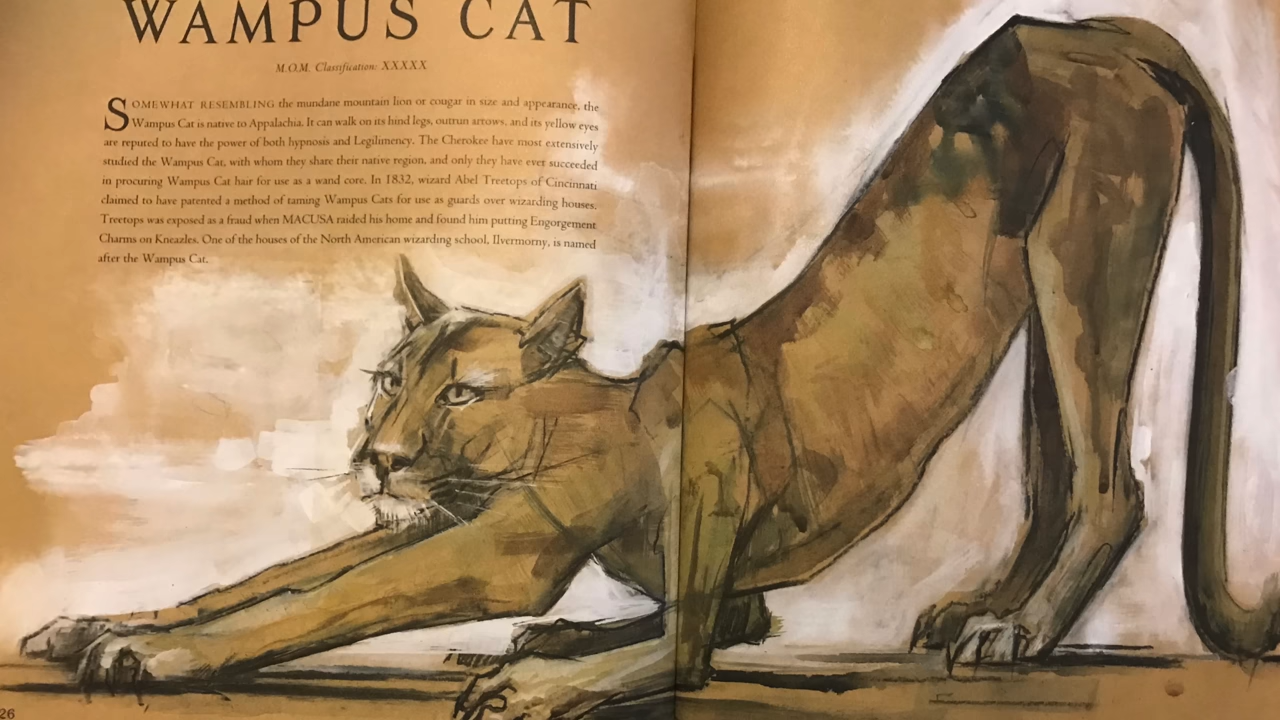 WAMPUS CAT
M.O.M. Classification: XXXXX
SOMEWHAT RESEMBLING the mundane mountain lion or cougar in size and appearance, the
Wampus Cat is native to Appalachia. It can walk on its hind legs, outrun arrows, and its yellow eyes
are reputed to have the power of both hypnosis and Legilimency. The Cherokee have most extensively
studied the Wampus Cat, with whom they share their native region, and only they have ever succeeded
in procuring Wampus Cat hair for use as a wand core. In 1832, wizard Abel Treetops of Cincinnati
claimed to have patented a method of taming Wampus Cats for use as guards over wizarding houses.
Treetops was exposed as a fraud when MACUSA raided his home and found him putting Engorgement
Charms on Kneazles. One of the houses of the North American wizarding school, Ilvermorny, is named
after the Wampus Cat.
26